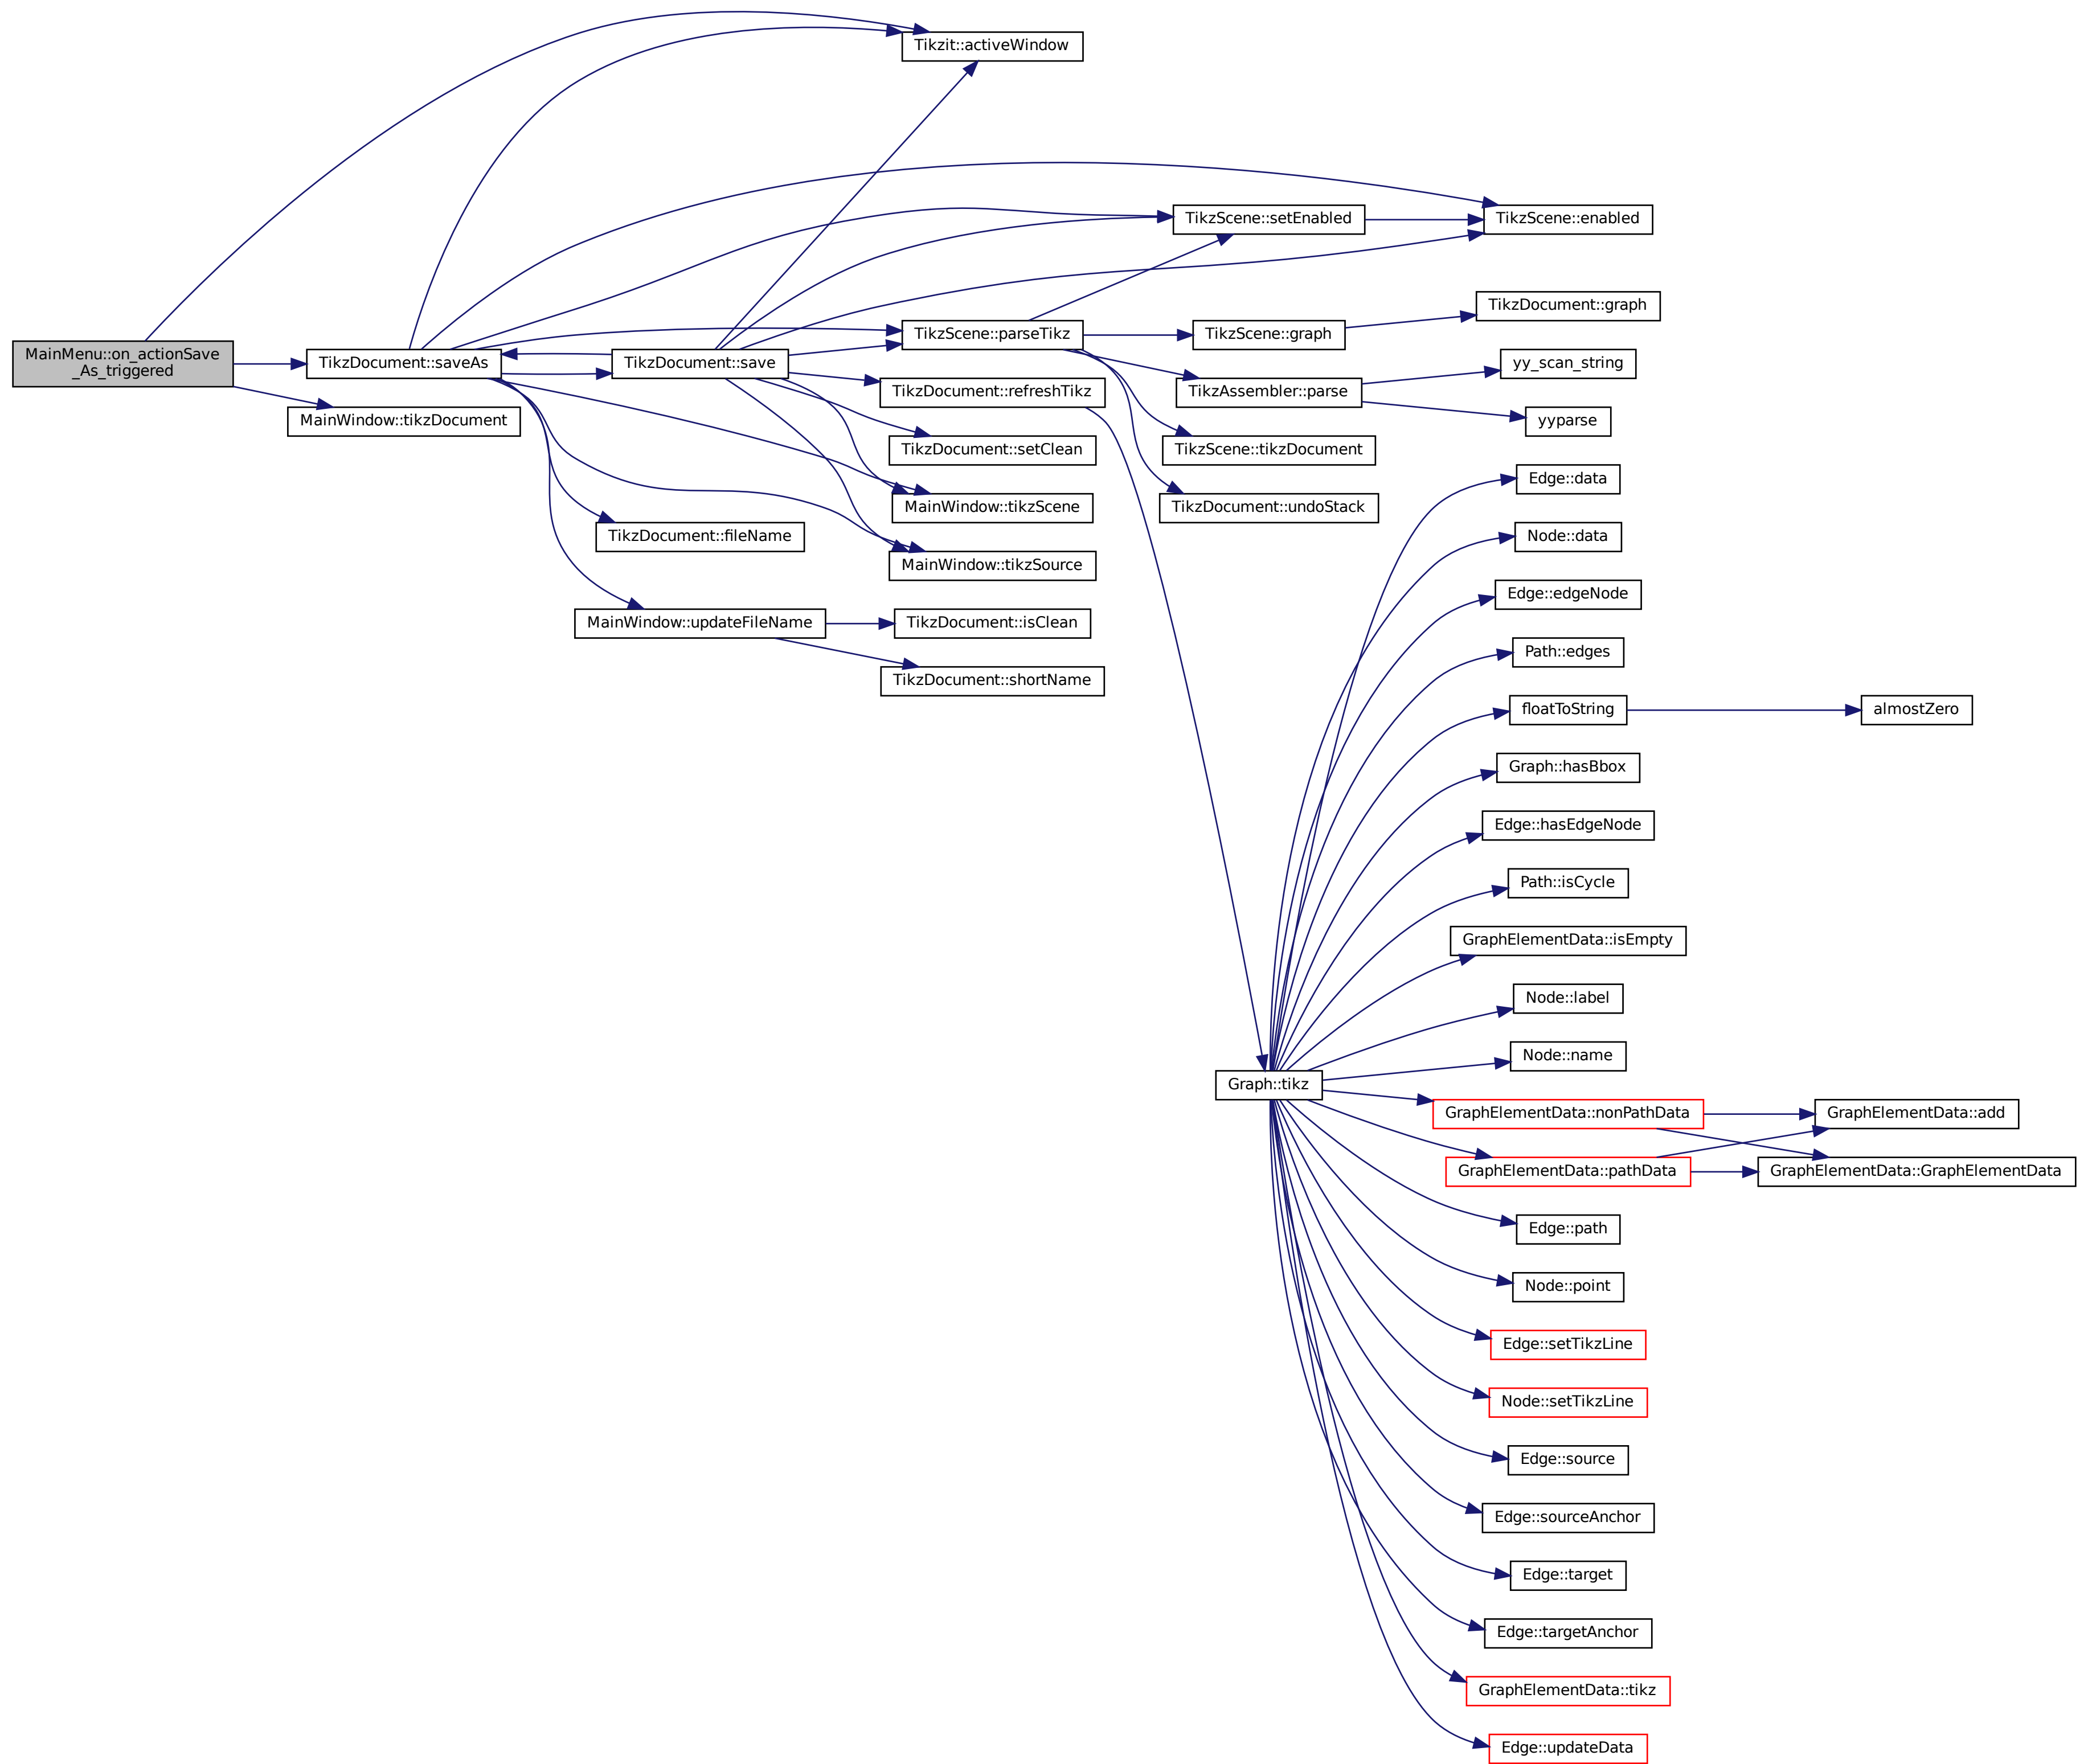 MainMenu::on_actionSave
_As_triggered
TikzDocument::saveAs
MainWindow::tikzDocument
TikzDocument::save
TikzDocument::fileName
MainWindow::updateFileName
Tikzit::activeWindow
TikzScene::parseTikz
TikzDocument::refreshTikz
TikzDocument::setClean
MainWindow::tikzScene
MainWindow::tikzSource
TikzDocument::isClean
TikzDocument::shortName
TikzScene::setEnabled
TikzScene::graph
TikzAssembler::parse
TikzScene::tikzDocument
TikzDocument::undoStack
Graph::tikz
TikzScene::enabled
TikzDocument::graph
yy_scan_string
yyparse
Edge::data
Node::data
Edge::edgeNode
Path::edges
floatToString
Graph::hasBbox
Edge::hasEdgeNode
Path::isCycle
GraphElementData::isEmpty
Node::label
Node::name
GraphElementData::nonPathData
GraphElementData::pathData
Edge::path
Node::point
Edge::setTikzLine
Node::setTikzLine
Edge::source
Edge::sourceAnchor
Edge::target
Edge::targetAnchor
GraphElementData::tikz
Edge::updateData
almostZero
GraphElementData::add
GraphElementData::GraphElementData